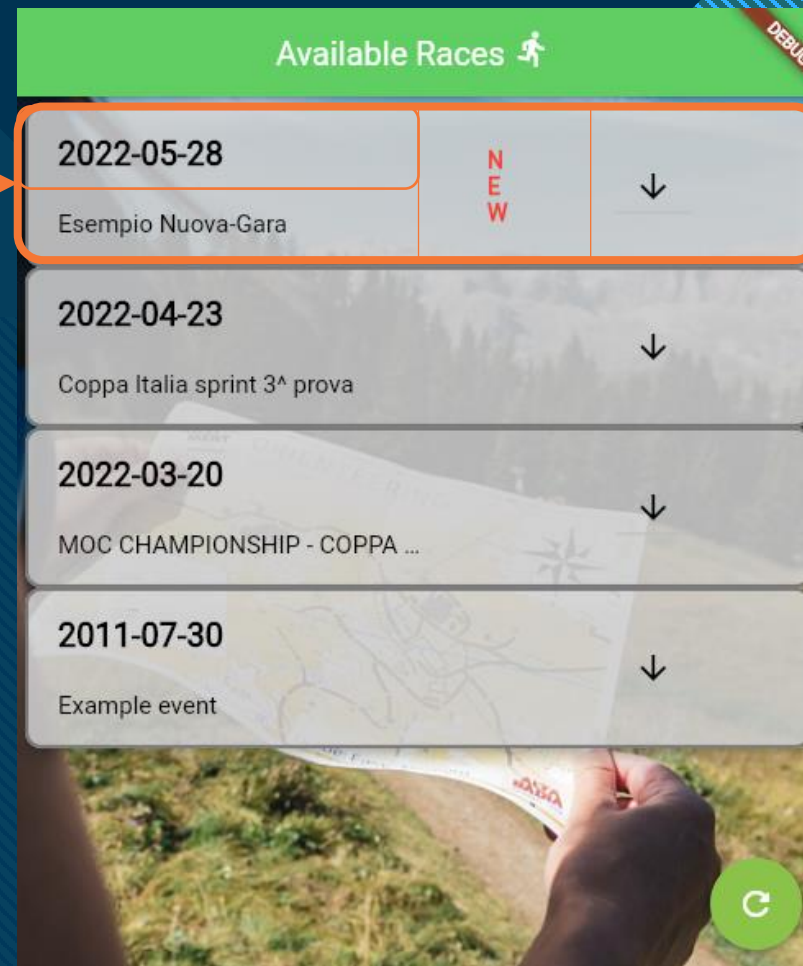 Available Races
2022-05-28
NEW
Esempio Nuova-Gara
2022-04-23
Coppa Italia sprint 3^ prova
2022-03-20
MOC CHAMPIONSHIP - COPPA ...
2011-07-30
Example event